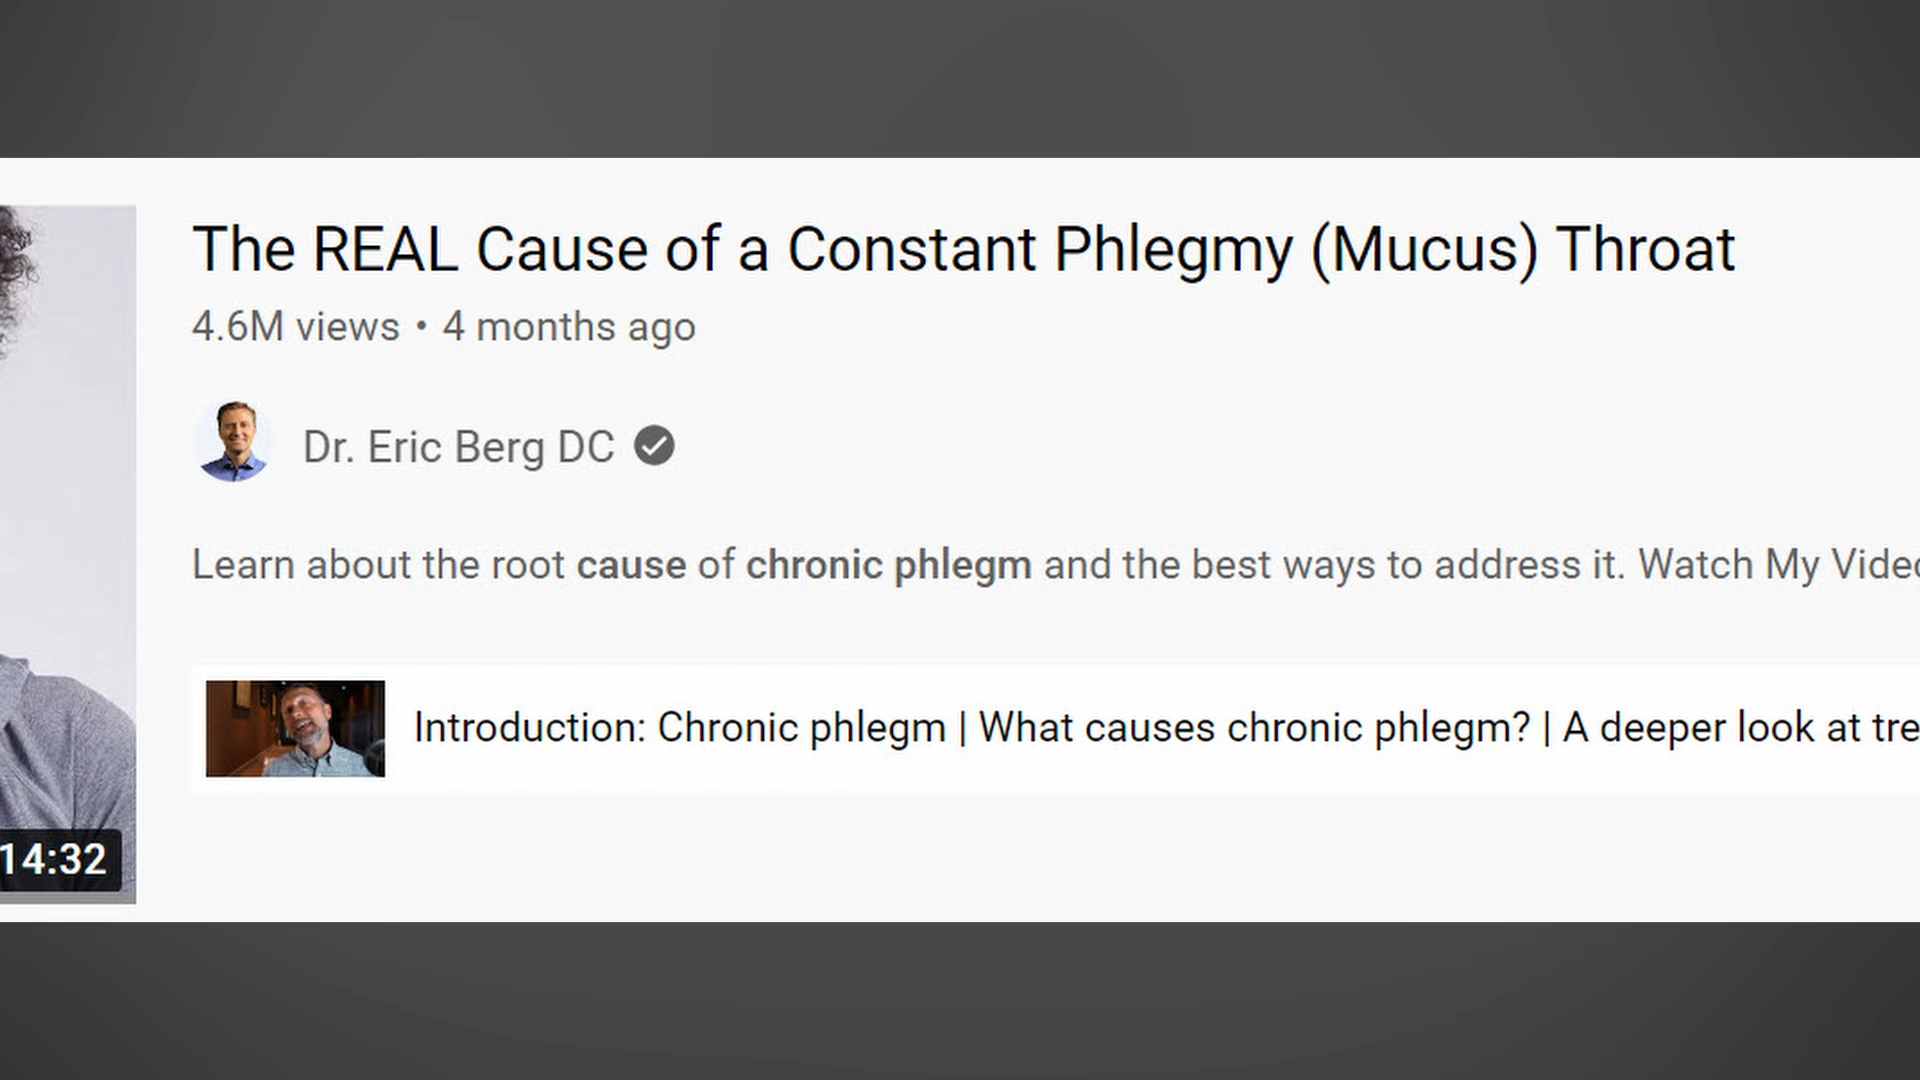 The REAL Cause of a Constant Phlegmy (Mucus) Throat
4.6M views • 4 months ago
Dr. Eric Berg DC
Learn about the root cause of chronic phlegm and the best ways to address it. Watch My Video
Introduction: Chronic phlegm | What causes chronic phlegm? | A deeper look at tre
14:32